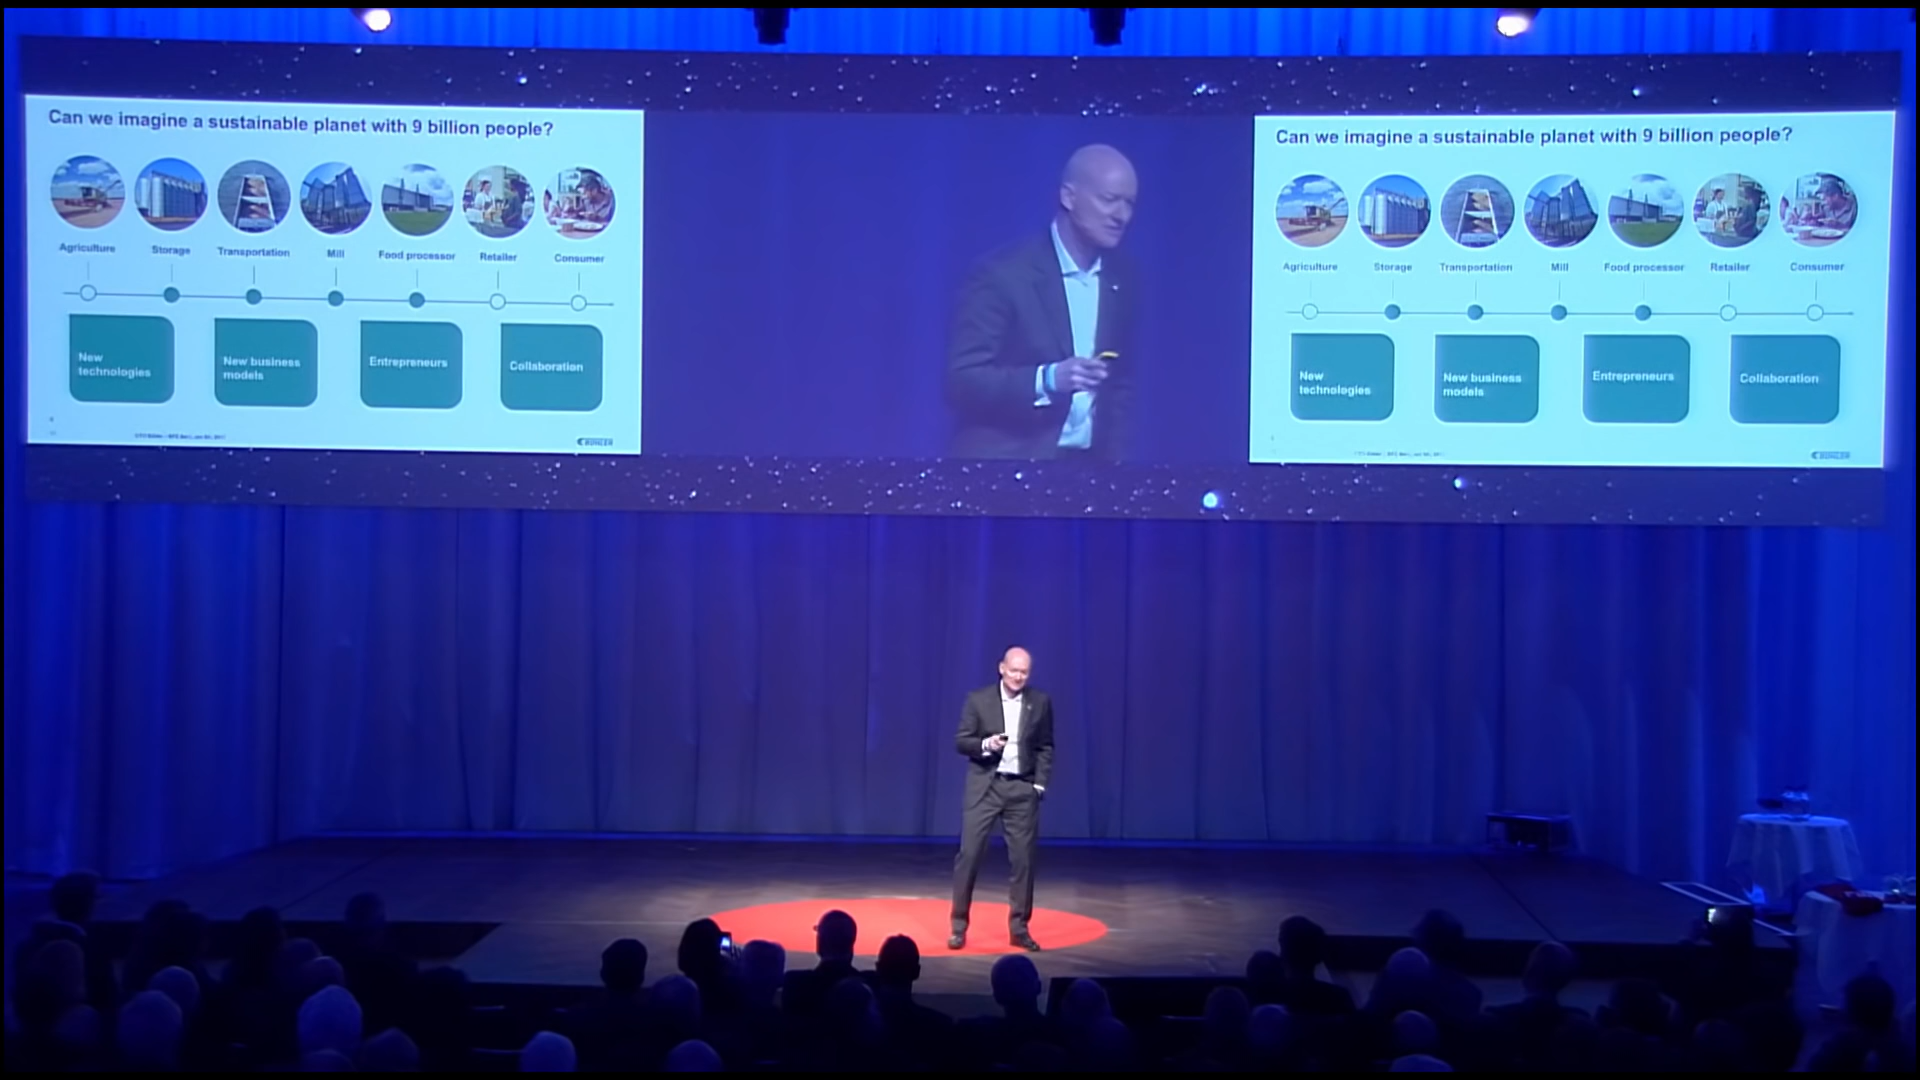 Can we imagine a sustainable planet with 9 billion people?
Agriculture Storage Transportation Mill Food processor Retailer Consumer
New
technologies
New business
models
Entrepreneurs
Collaboration
BÜHLER
Can we imagine a sustainable planet with 9 billion people?
Agriculture Storage Transportation Mill Food processor Retailer Consumer
New
technologies
New business
models
Entrepreneurs
Collaboration
BÜHLER